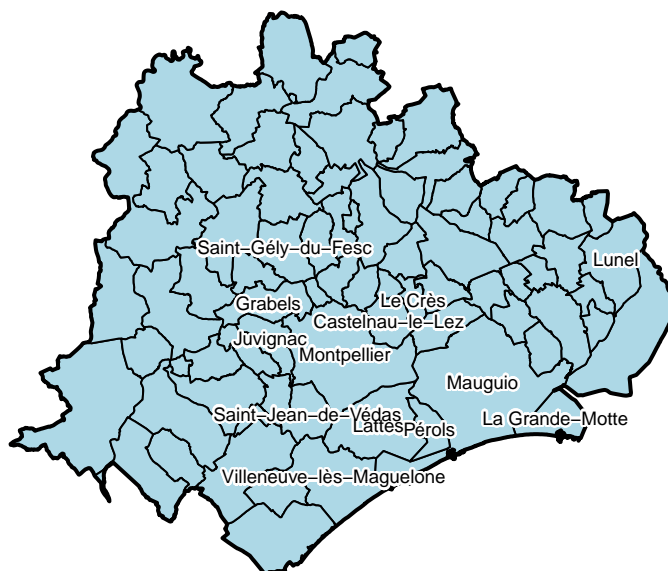 Saint−Gély−du−Fesc
Lunel
Grabels
Le Crès
Castelnau−le−Lez
Juvignac
Montpellier
Mauguio
Saint−Jean−de−Védas
Lattes
Pérols
La Grande−Motte
Villeneuve−lès−Maguelone